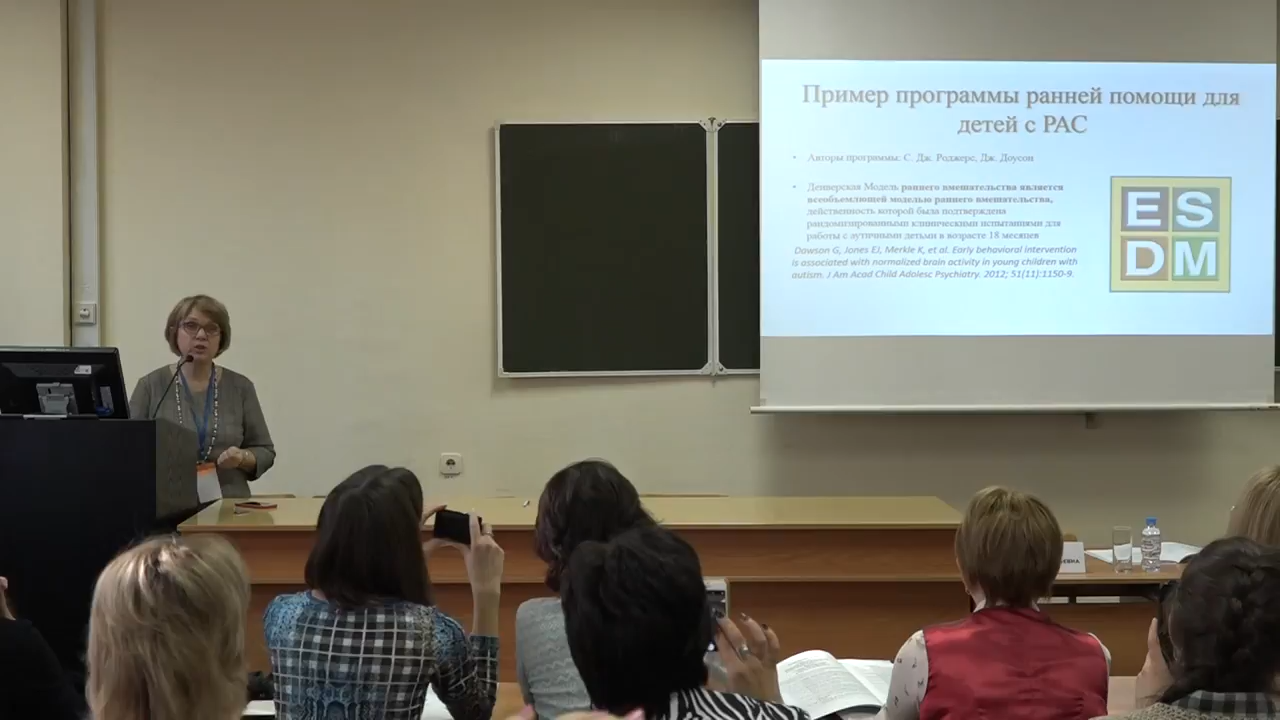 Пример программы ранней помощи для
детей с РАС
• Авторы программы: С. Дж. Роджерс, Дж. Доусон
• Денверская Модель раннего вмешательства является
всеобъемлющей моделью раннего вмешательства,
действенность которой была подтверждена
рандомизированными клиническими испытаниями для
работы с аутичными детьми в возрасте 18 месяцев
Dawson G, Jones EJ, Merkle K, et al. Early behavioral intervention
is associated with normalized brain activity in young children with
autism. J Am Acad Child Adolesc Psychiatry. 2012; 51(11):1150-9.
ES
DM